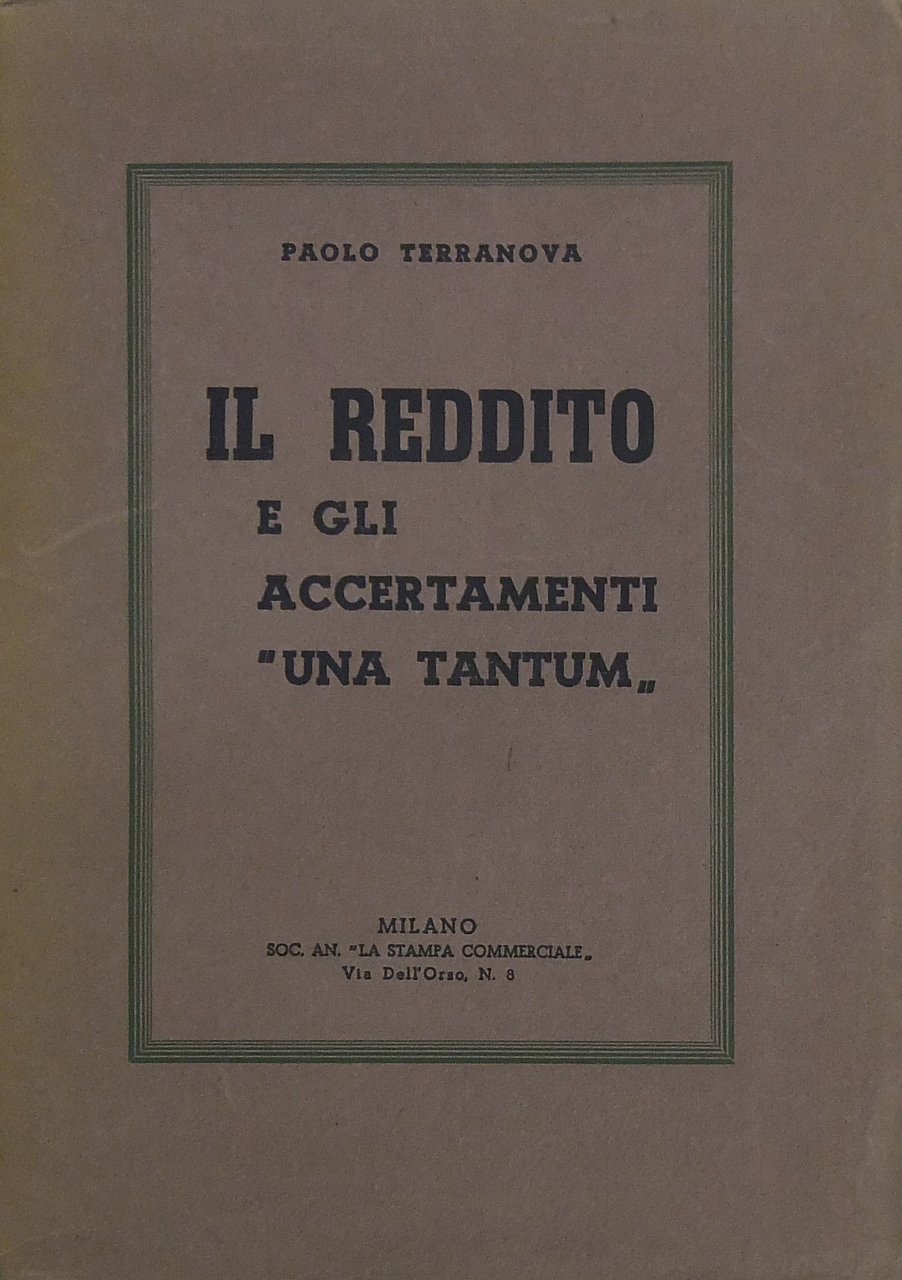 PAOLO TERRANOVA
IL REDDITO
E GLI
ACCERTAMENTI
"UNA TANTUM„
MILANO
SOC. AN. "LA STAMPA COMMERCIALE„
Via Dell'Orso, N. 8